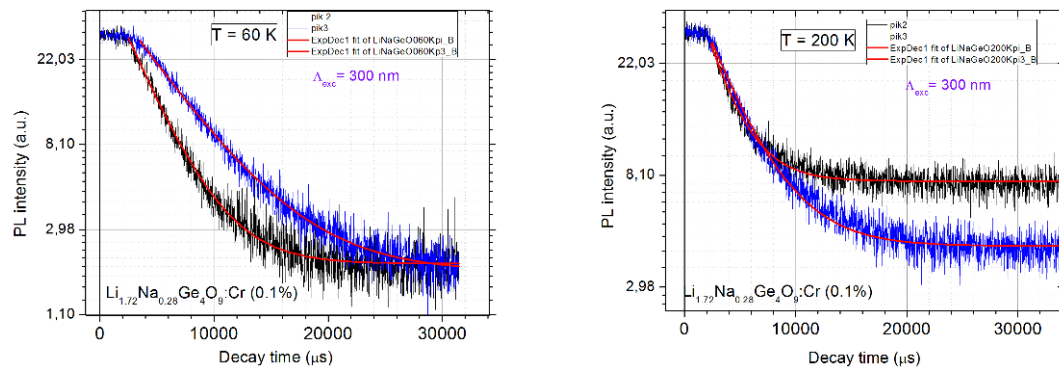 pik 2
pik3
ExpDec1 fit of LiNaGeO060Kpi_B
ExpDec1 fit of LiNaGeO060Kp3_B
T = 60 K
Λexc= 300 nm
22,03
8,10
2,98
1,10
PL intensity (a.u.)
Li1.72Na0.28Ge4O9:Cr (0.1%)
0
10000
20000
30000
Decay time (μs)
pik2
pik3
ExpDec1 fit of LiNaGeO200Kpi_B
ExpDec1 fit of LiNaGeO200Kpi3_B
T = 200 K
Λexc= 300 nm
22,03
8,10
2,98
PL intensity (a.u.)
Li1.72Na0.28Ge4O9:Cr (0.1%)
0
10000
20000
30000
Decay time (μs)